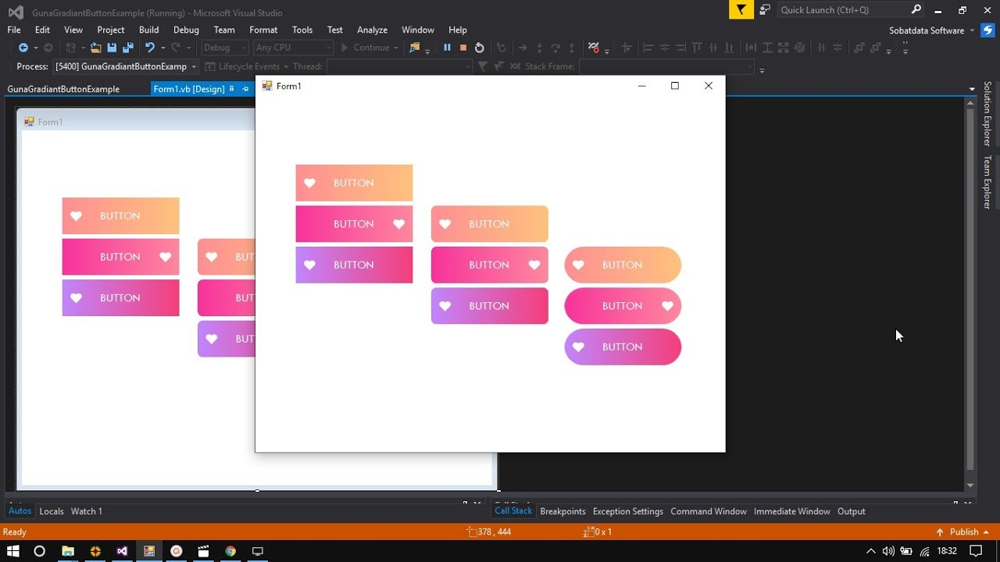 GunaGradiantButtonExample (Running) - Microsoft Visual Studio
Quick Launch (Ctrl+Q)
File Edit View Project Build Debug Team Format Tools Test Analyze Window Help
Sobatdata Software
Debug Any CPU Continue
Process: [5400] GunaGradiantButtonExamp Lifecycle Events Thread: Stack Frame:
GunaGradiantButtonExample Form1.vb [Design]
Form1
Form1
BUTTON
BUTTON
BUTTON
BUT
BUT
BUT
BUTTON
BUTTON
BUTTON
BUTTON
BUTTON
BUTTON
BUTTON
BUTTON
BUTTON
Solution Explorer
Team Explorer
Autos Locals Watch 1
Call Stack Breakpoints Exception Settings Command Window Immediate Window Output
Ready 378 , 444 0 x 1 Publish
18:32